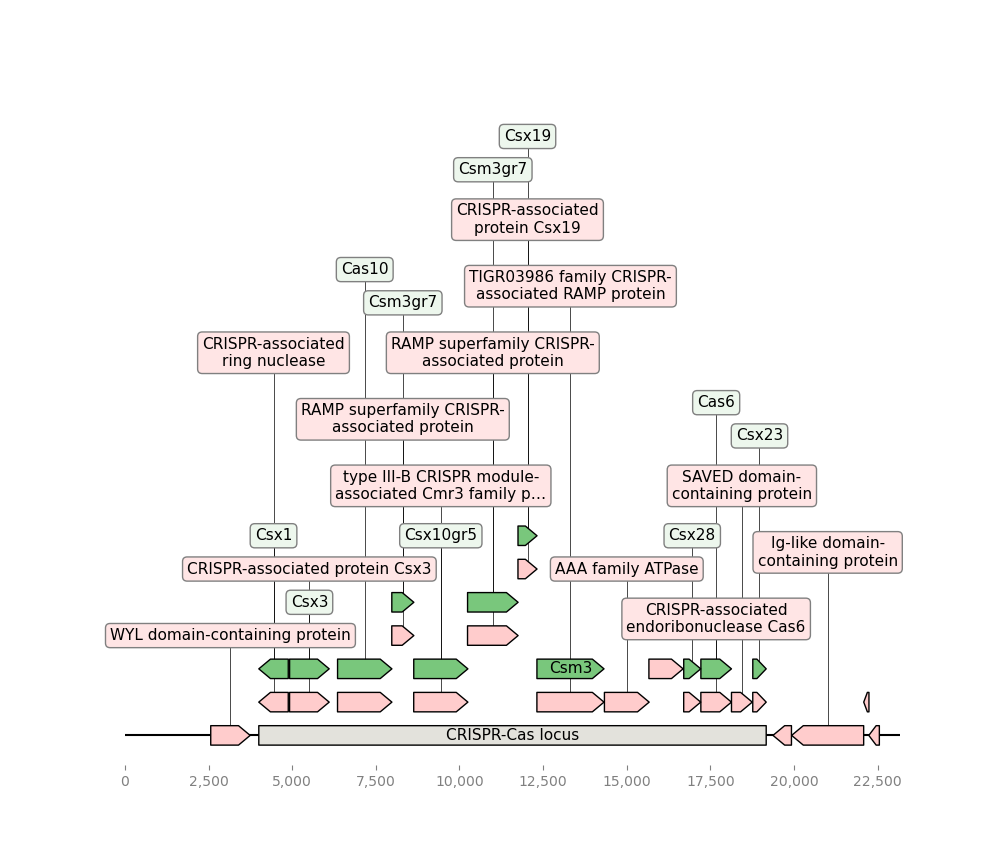 Csx19
Csm3gr7
CRISPR-associated
protein Csx19
Cas10
TIGR03986 family CRISPR-
associated RAMP protein
Csm3gr7
CRISPR-associated
ring nuclease
RAMP superfamily CRISPR-
associated protein
Cas6
RAMP superfamily CRISPR-
associated protein
Csx23
type III-B CRISPR module-
associated Cmr3 family p...
SAVED domain-
containing protein
Csx1
Csx10gr5
Csx28
Ig-like domain-
containing protein
CRISPR-associated protein Csx3
AAA family ATPase
Csx3
CRISPR-associated
endoribonuclease Cas6
WYL domain-containing protein
Csm3
CRISPR-Cas locus
0
2,500
5,000
7,500
10,000
12,500
15,000
17,500
20,000
22,500